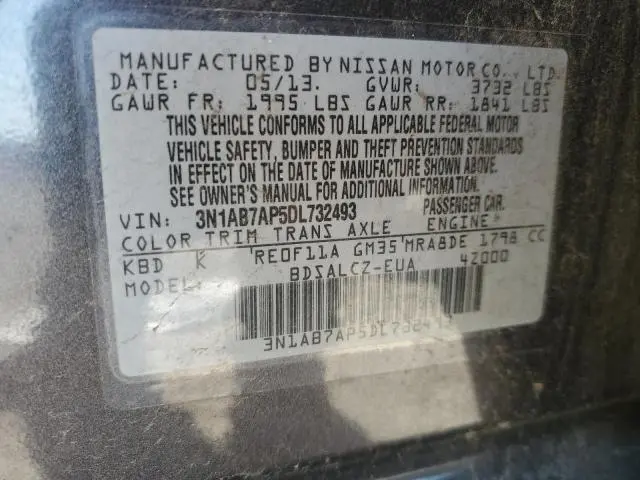 MANUFACTURED BY NISSAN MOTOR CO., LTD.
DATE: 05/13. GVWR: 3732 LBS
GAWR FR: 1995 LBS GAWR RR: 1841 LBS
THIS VEHICLE CONFORMS TO ALL APPLICABLE FEDERAL MOTOR
VEHICLE SAFETY, BUMPER AND THEFT PREVENTION STANDARDS
IN EFFECT ON THE DATE OF MANUFACTURE SHOWN ABOVE.
SEE OWNER'S MANUAL FOR ADDITIONAL INFORMATION.
VIN: 3N1AB7AP5DL732493 PASSENGER CAR.
COLOR TRIM TRANS AXLE ENGINE
KBD K RE0F11A GM35 MRA8DE 1798 CC
MODEL: BDSALCZ-EUA 42000
3N1AB7AP5DL732493